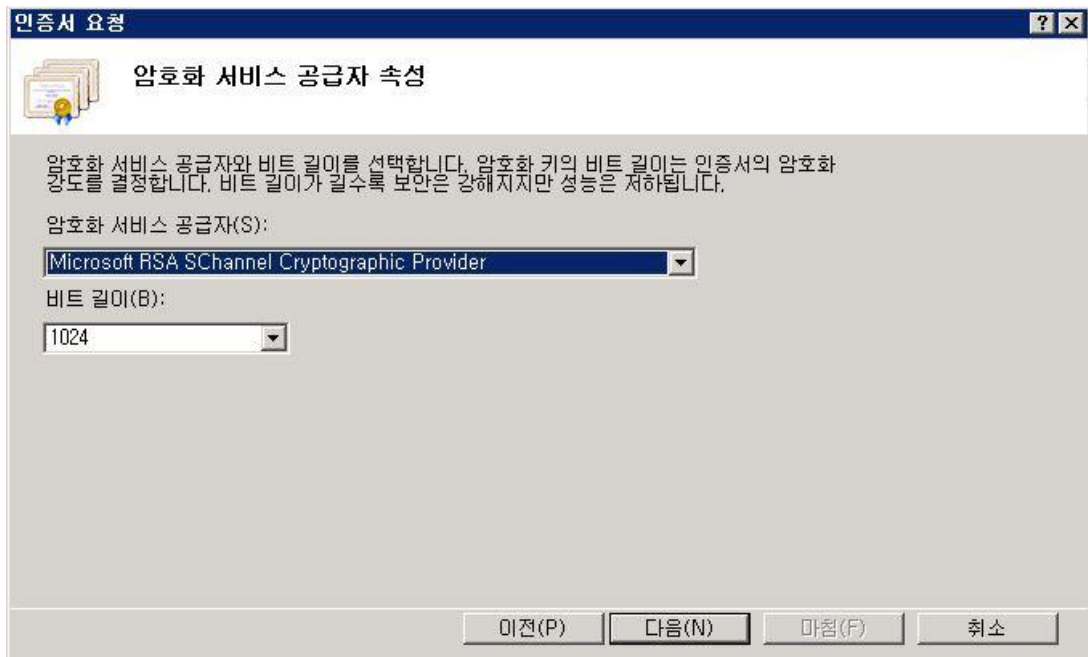 인증서 요청
암호화 서비스 공급자 속성
암호화 서비스 공급자와 비트 길이를 선택합니다. 암호화 키의 비트 길이는 인증서의 암호화
강도를 결정합니다. 비트 길이가 길수록 보안은 강해지지만 성능은 저하됩니다.
암호화 서비스 공급자(S):
Microsoft RSA SChannel Cryptographic Provider
비트 길이(B):
1024
이전(P) 다음(N) 마침(F) 취소